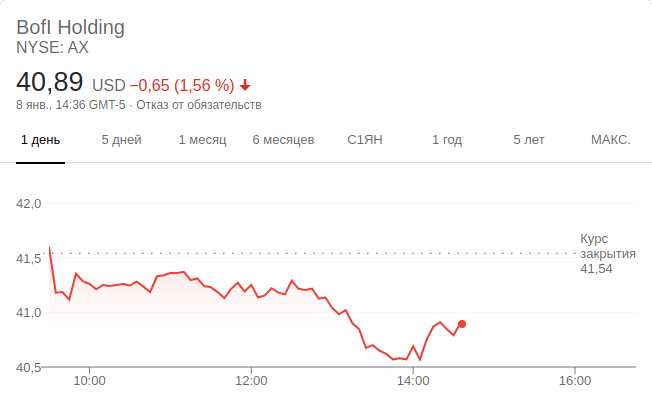 BofI Holding
NYSE: AX
40,89 USD −0,65 (1,56 %)
8 янв., 14:36 GMT-5 · Отказ от обязательств
1 день 5 дней 1 месяц 6 месяцев С1ЯН 1 год 5 лет МАКС.
42,0
Курс
закрытия
41,54
41,5
41,0
40,5
10:00 12:00 14:00 16:00